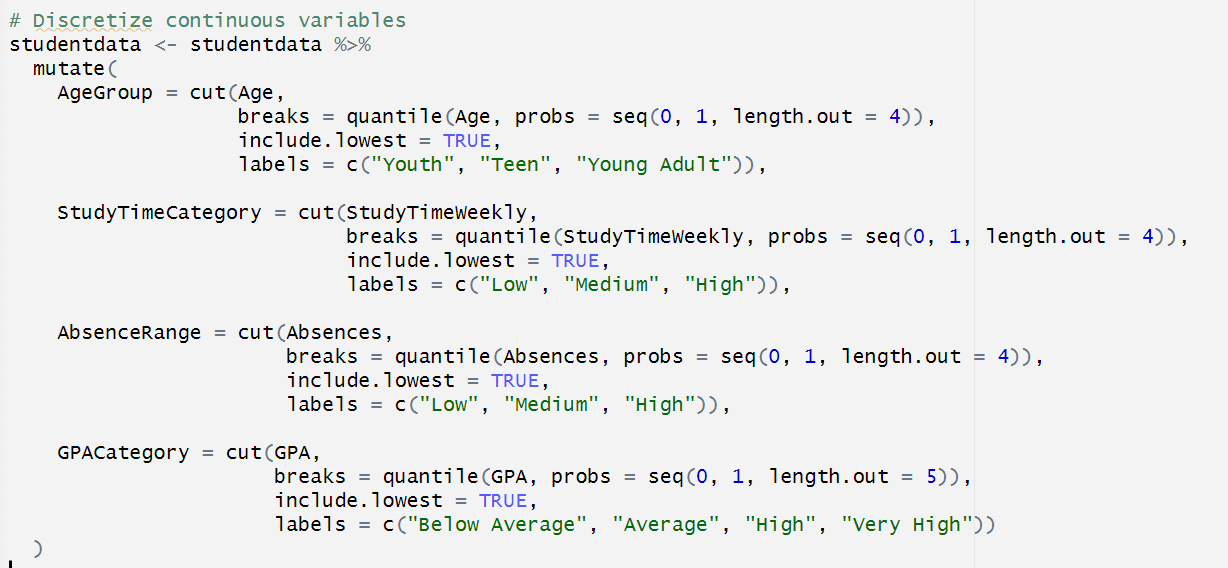 # Discretize continuous variables
studentdata <- studentdata %>%
  mutate(
    AgeGroup = cut(Age,
                   breaks = quantile(Age, probs = seq(0, 1, length.out = 4)),
                   include.lowest = TRUE,
                   labels = c("Youth", "Teen", "Young Adult")),

    StudyTimeCategory = cut(StudyTimeWeekly,
                            breaks = quantile(StudyTimeWeekly, probs = seq(0, 1, length.out = 4)),
                            include.lowest = TRUE,
                            labels = c("Low", "Medium", "High")),

    AbsenceRange = cut(Absences,
                       breaks = quantile(Absences, probs = seq(0, 1, length.out = 4)),
                       include.lowest = TRUE,
                       labels = c("Low", "Medium", "High")),

    GPACategory = cut(GPA,
                      breaks = quantile(GPA, probs = seq(0, 1, length.out = 5)),
                      include.lowest = TRUE,
                      labels = c("Below Average", "Average", "High", "Very High"))
  )